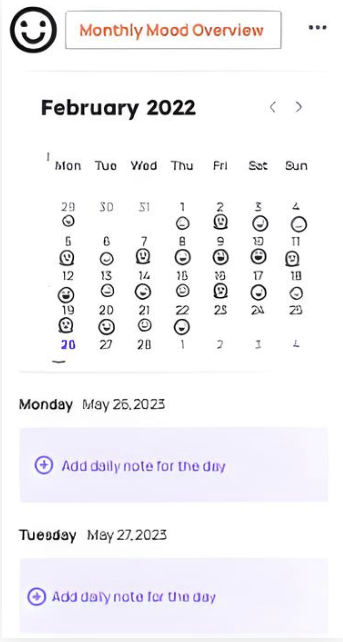 Monthly Mood Overview
February 2022
Mon Tue Wed Thu Fri Sat Sun
29 30 31 1 2 3 4
5 6 7 8 9 10 11
12 13 14 15 16 17 18
19 20 21 22 23 24 25
26 27 28 1 2 3 4
Monday May 26,2023
Add daily note for the day
Tuesday May 27,2023
Add daily note for the day